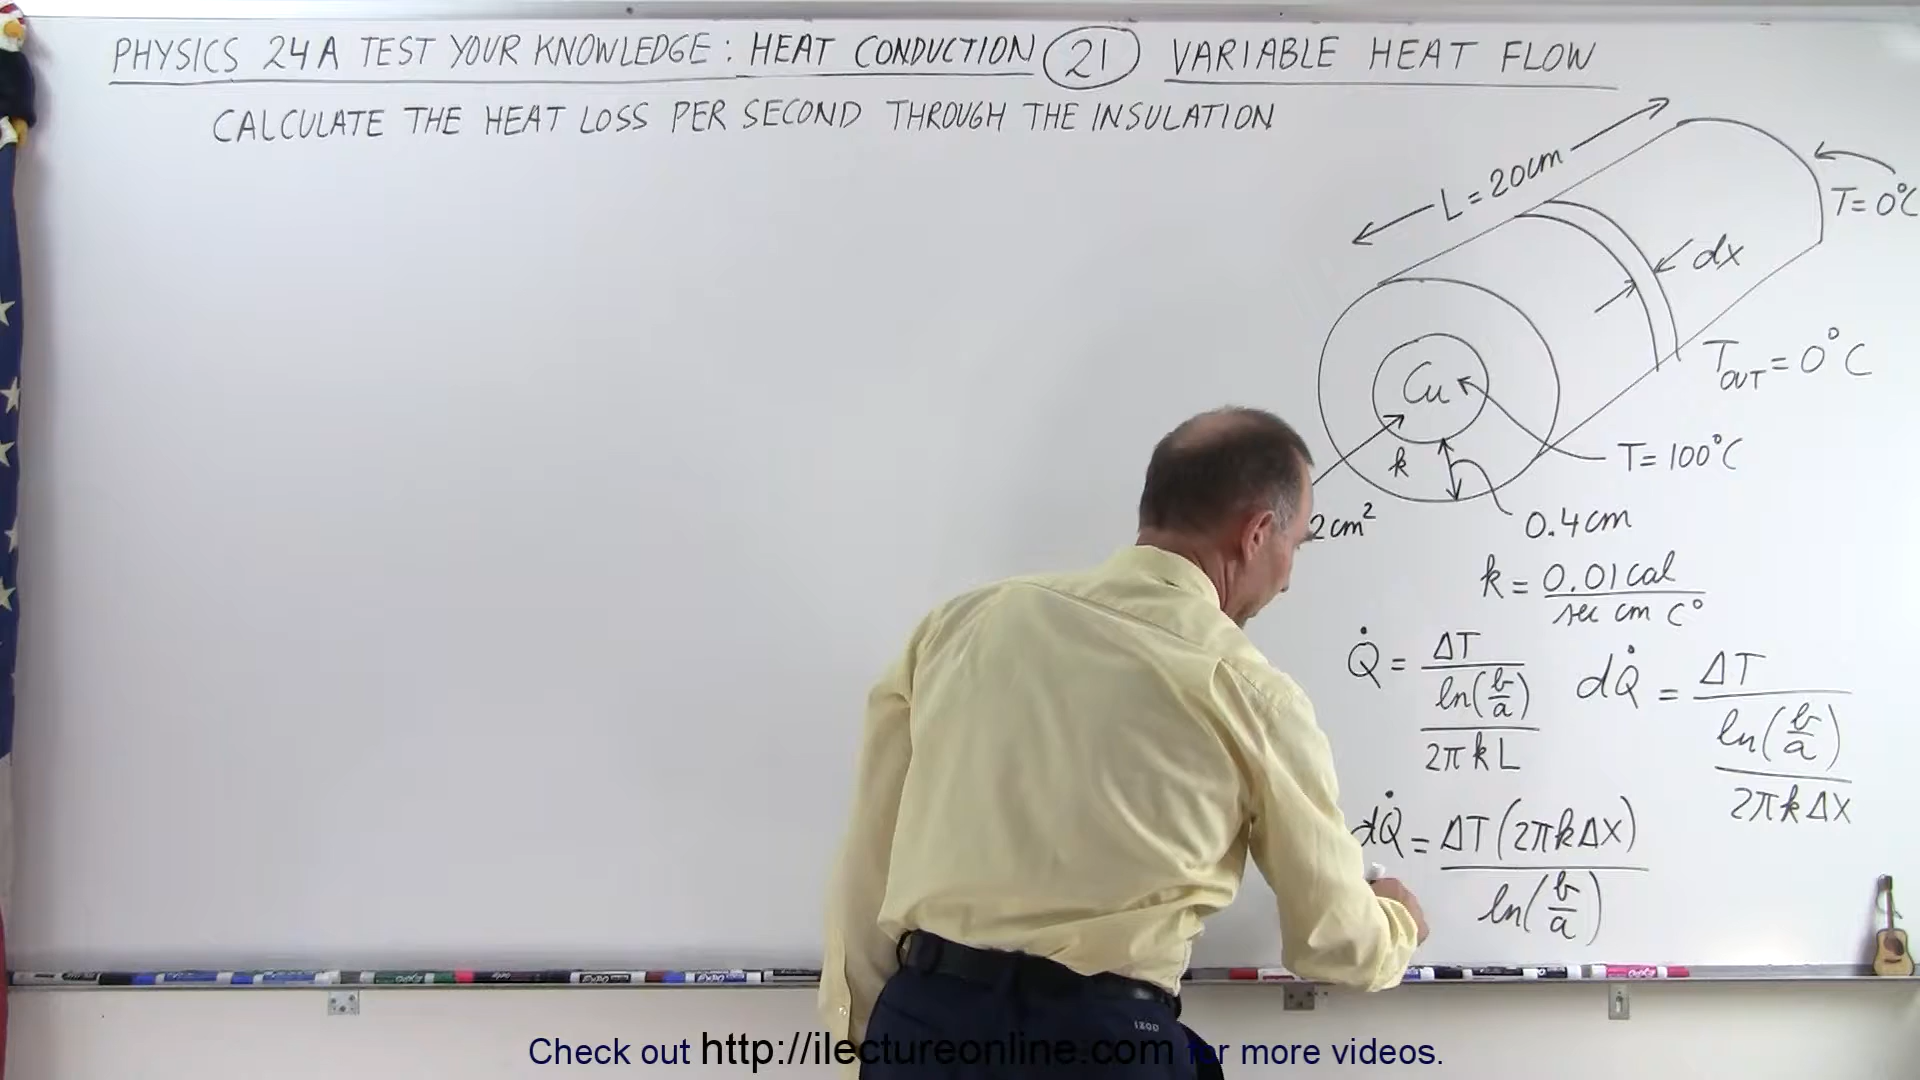 PHYSICS 24A TEST YOUR KNOWLEDGE: HEAT CONDUCTION 21 VARIABLE HEAT FLOW
CALCULATE THE HEAT LOSS PER SECOND THROUGH THE INSULATION
L = 20cm
T = 0°C
dx
T_OUT = 0°C
Cu
T = 100°C
k
0.4cm
2cm²
k = 0.01 cal / sec cm C°
Q̇ = ΔT / (ln(b/a) / 2πkL)
dQ̇ = ΔT / (ln(b/a) / 2πkΔX)
dQ̇ = ΔT(2πkΔX) / ln(b/a)
Check out http://ilectureonline.com for more videos.